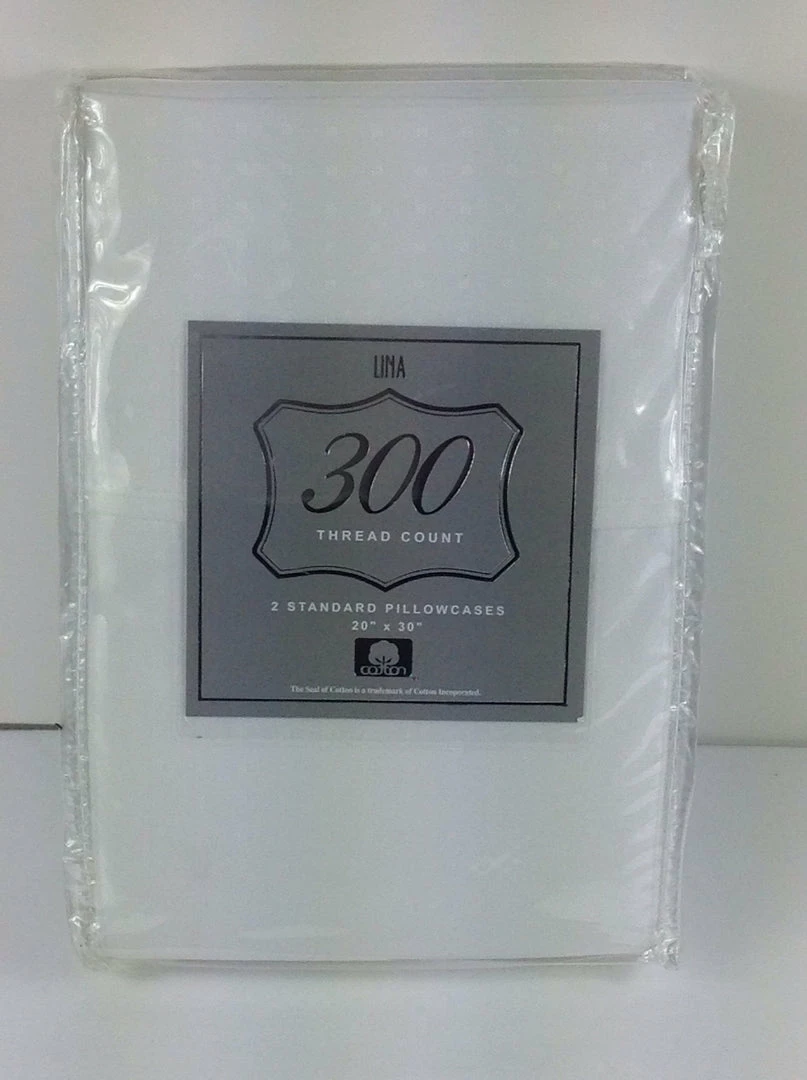 LINA
300
THREAD COUNT
2 STANDARD PILLOWCASES
20" x 30"
cotton
The Seal of Cotton is a trademark of Cotton Incorporated.